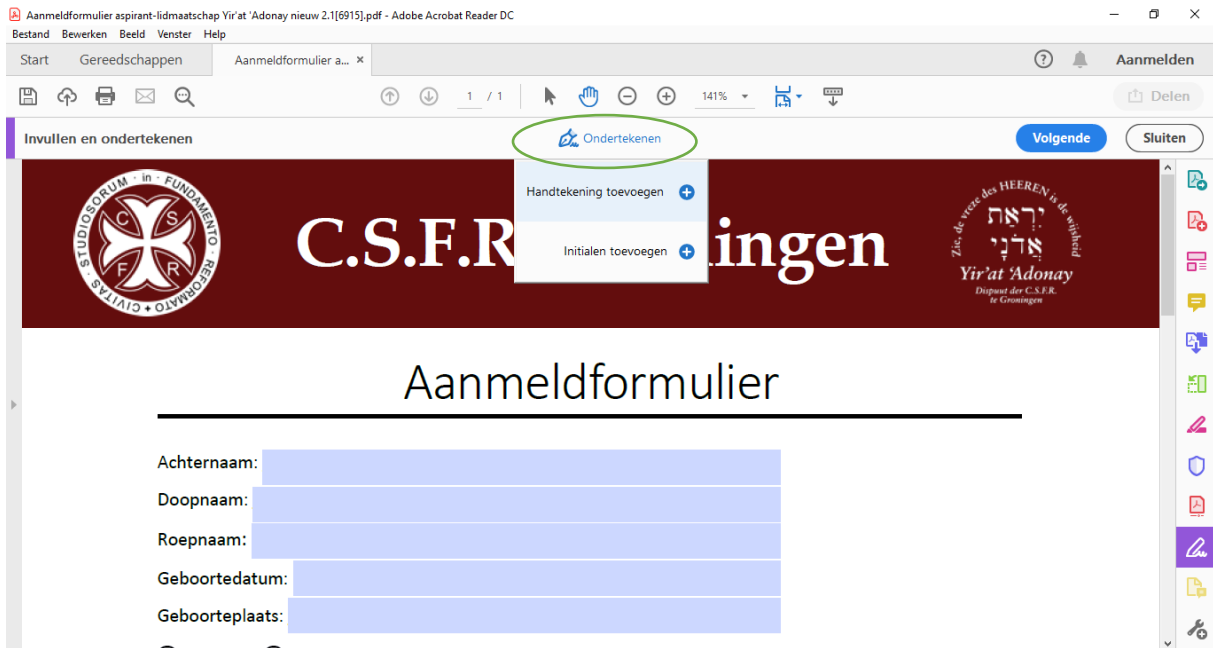 Aanmeldformulier aspirant-lidmaatschap Yir'at 'Adonay nieuw 2.1[6915].pdf - Adobe Acrobat Reader DC
Bestand Bewerken Beeld Venster Help
Start Gereedschappen Aanmeldformulier a... × Aanmelden
1 / 1 141% Delen
Invullen en ondertekenen Ondertekenen Volgende Sluiten
Handtekening toevoegen
Initialen toevoegen
CIVITAS • STUDIOSORUM • in • FUNDAMENTO • REFORMATO
C S F R
C.S.F.R ingen
Zie, de vreze des HEEREN, is de wijsheid
יִרְאַת
אֲדֹנָי
Yir'at 'Adonay
Dispuut der C.S.F.R.
te Groningen
Aanmeldformulier
Achternaam:
Doopnaam:
Roepnaam:
Geboortedatum:
Geboorteplaats: